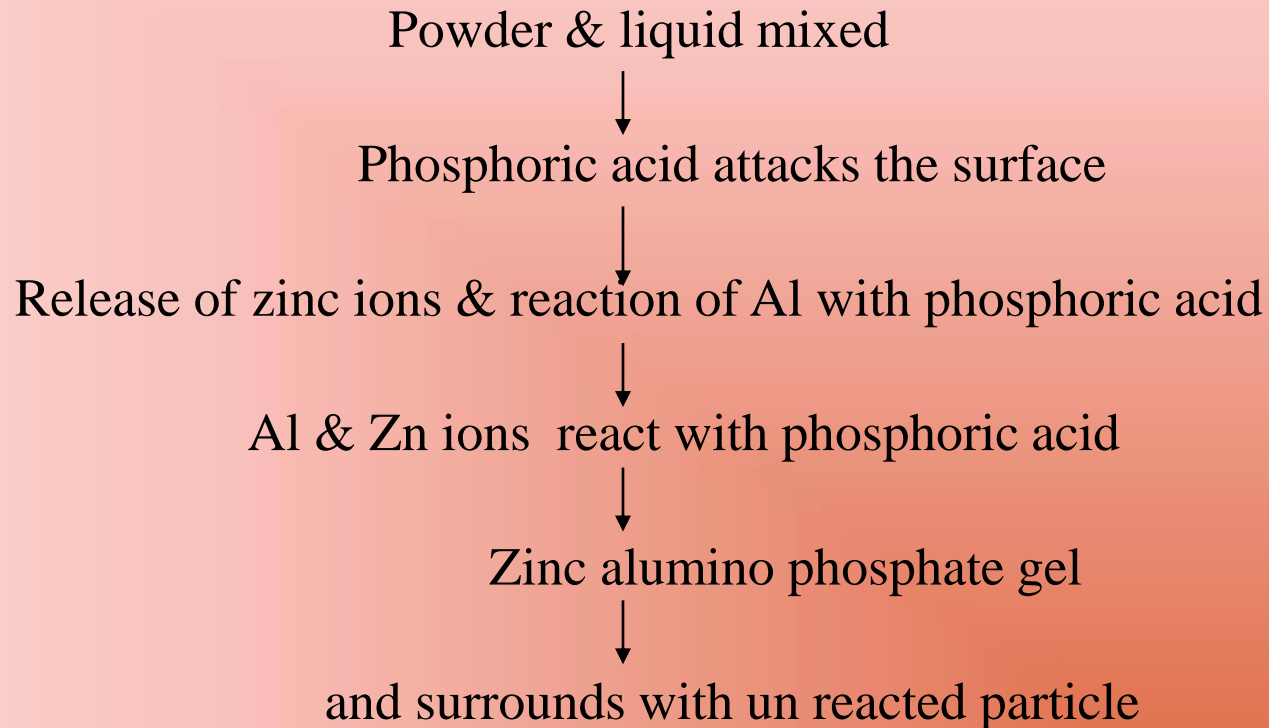 Powder & liquid mixed
Phosphoric acid attacks the surface
Release of zinc ions & reaction of Al with phosphoric acid
Al & Zn ions  react with phosphoric acid
Zinc alumino phosphate gel
and surrounds with un reacted particle